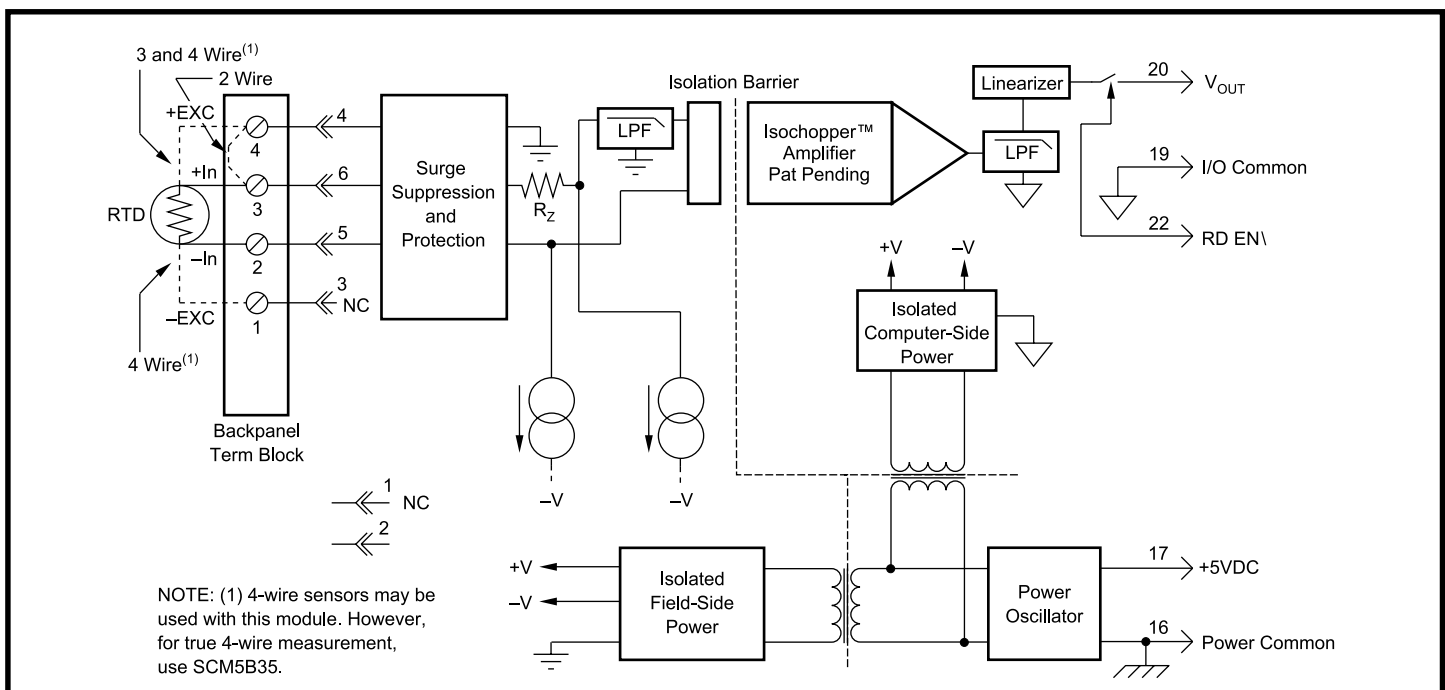 3 and 4 Wire(1)
2 Wire
+EXC
4
4
+In
3
6
RTD
–In
2
5
–EXC
1
3
NC
4 Wire(1)
Backpanel
Term Block
Surge
Suppression
and
Protection
RZ
LPF
Isolation Barrier
Isochopper™
Amplifier
Pat Pending
Linearizer
LPF
20
VOUT
19
I/O Common
22
RD EN\
+V
–V
Isolated
Computer-Side
Power
–V
–V
1
NC
2
+V
–V
Isolated
Field-Side
Power
Power
Oscillator
17
+5VDC
16
Power Common
NOTE: (1) 4-wire sensors may be
used with this module. However,
for true 4-wire measurement,
use SCM5B35.